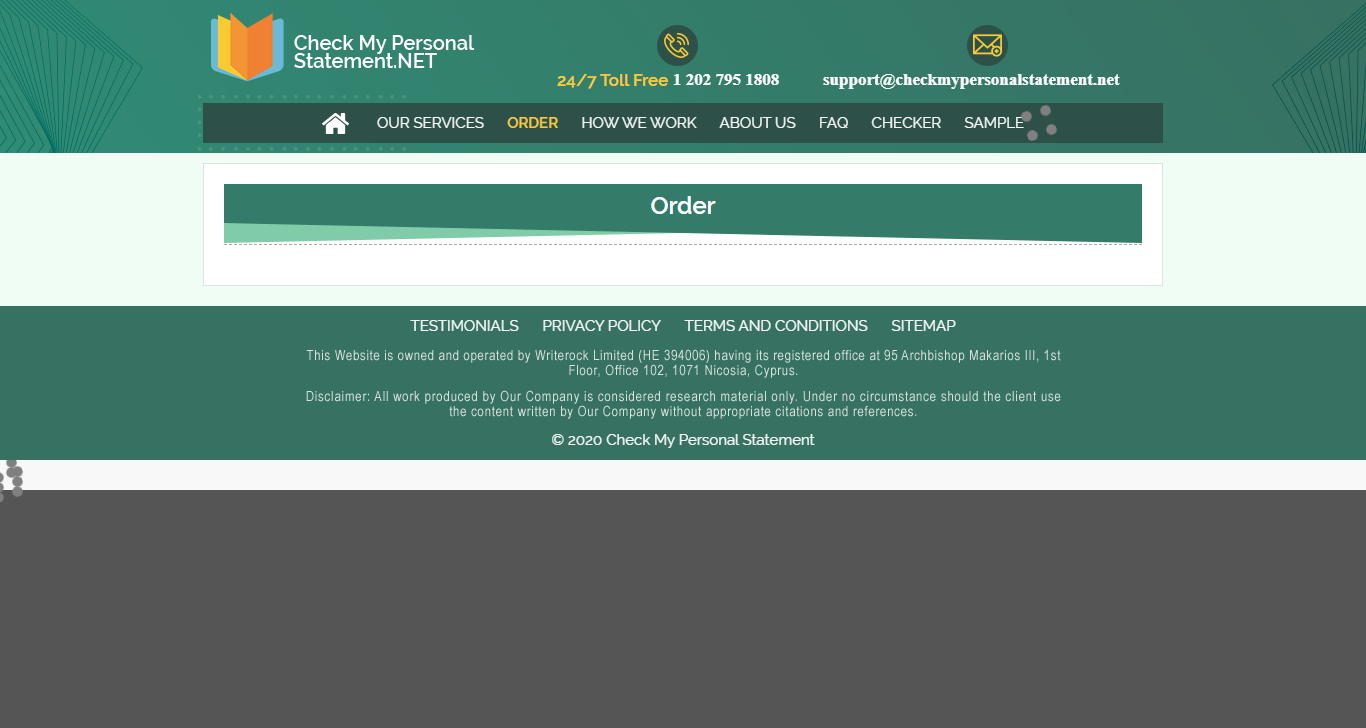 Check My Personal
Statement.NET
24/7 Toll Free 1 202 795 1808
support@checkmypersonalstatement.net
OUR SERVICES ORDER HOW WE WORK ABOUT US FAQ CHECKER SAMPLE
Order
TESTIMONIALS PRIVACY POLICY TERMS AND CONDITIONS SITEMAP
This Website is owned and operated by Writerock Limited (HE 394006) having its registered office at 95 Archbishop Makarios III, 1st
Floor, Office 102, 1071 Nicosia, Cyprus.
Disclaimer: All work produced by Our Company is considered research material only. Under no circumstance should the client use
the content written by Our Company without appropriate citations and references.
© 2020 Check My Personal Statement